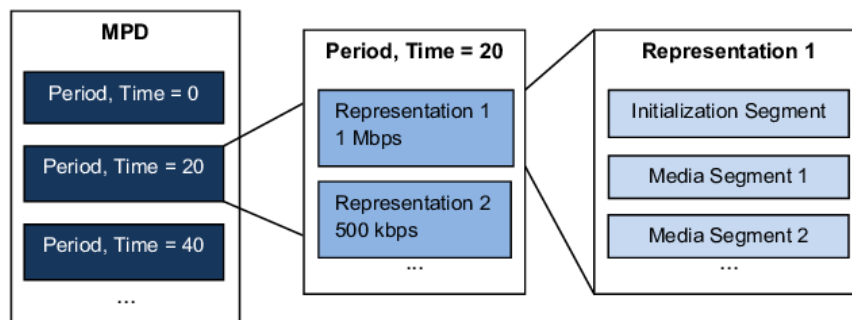 MPD
Period, Time = 0
Period, Time = 20
Period, Time = 40
...
Period, Time = 20
Representation 1
1 Mbps
Representation 2
500 kbps
...
Representation 1
Initialization Segment
Media Segment 1
Media Segment 2
...